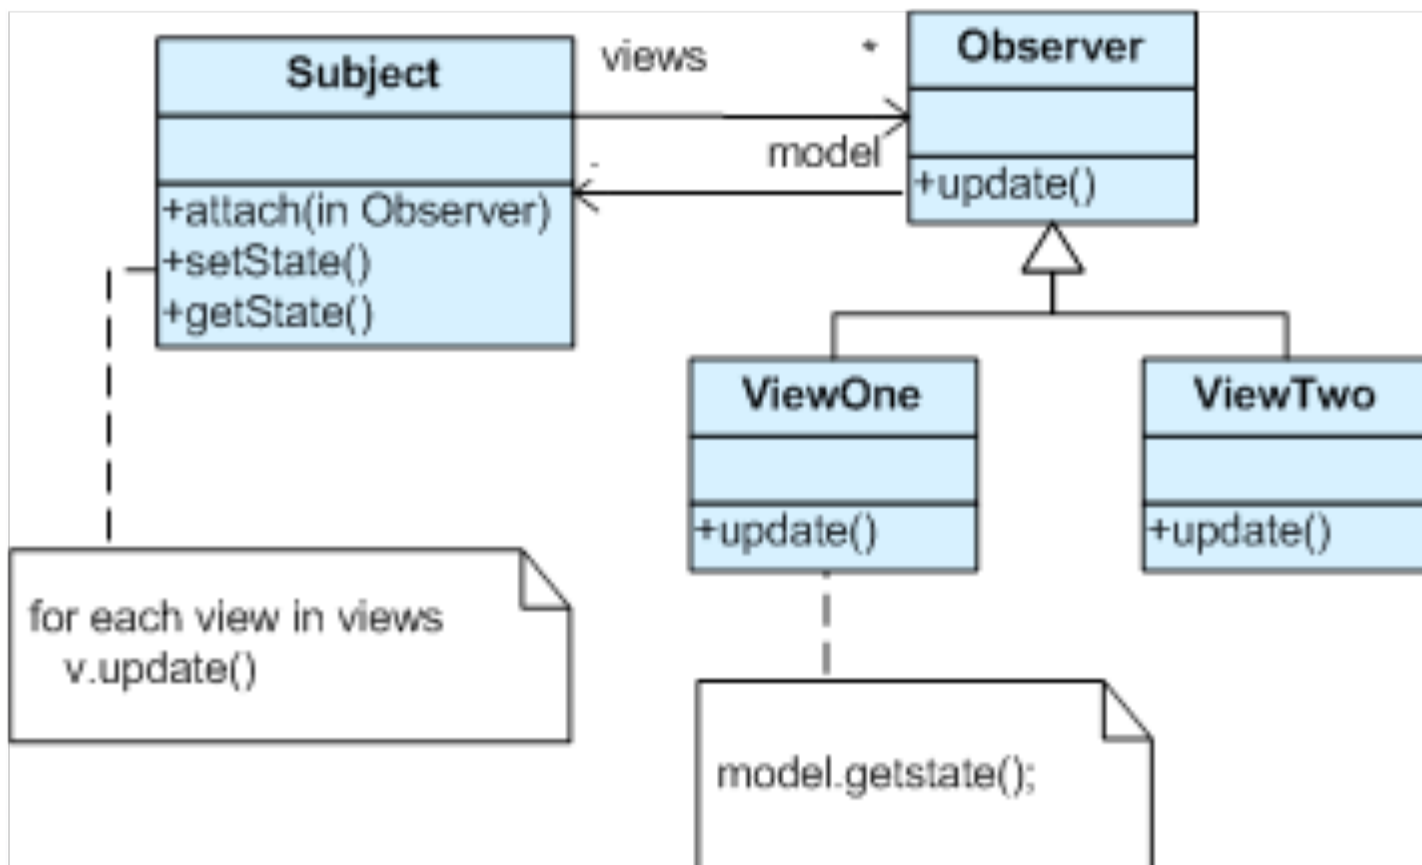 Subject
+attach(in Observer)
+setState()
+getState()
views
*
model
Observer
+update()
ViewOne
+update()
ViewTwo
+update()
for each view in views
v.update()
model.getstate();